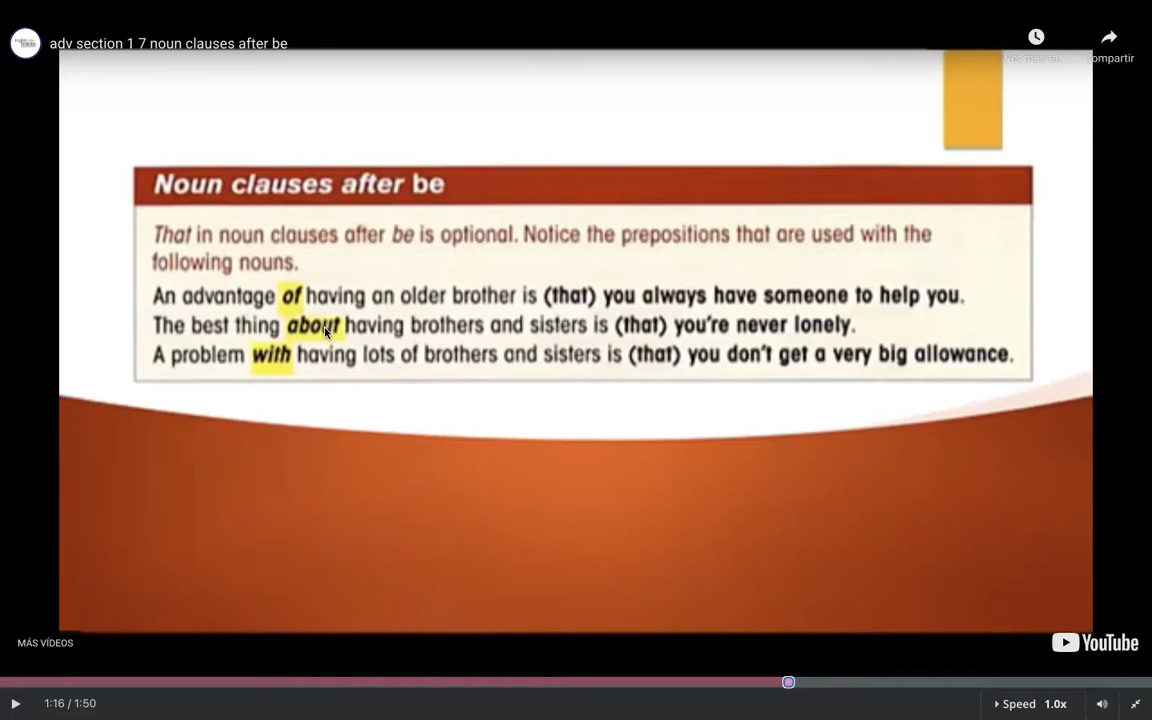 adv section 1 7 noun clauses after be
Compartir
Noun clauses after be
That in noun clauses after be is optional. Notice the prepositions that are used with the
following nouns.
An advantage of having an older brother is (that) you always have someone to help you.
The best thing about having brothers and sisters is (that) you're never lonely.
A problem with having lots of brothers and sisters is (that) you don't get a very big allowance.
MÁS VÍDEOS
YouTube
1:16 / 1:50
Speed 1.0x